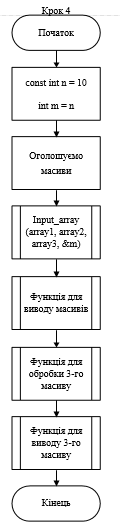 Крок 4
Початок
const int n = 10
int m = n
Оголошуємо
масиви
Input_array
(array1, array2,
array3, &m)
Функція для
виводу масивів
Функція для
обробки 3-го
масиву
Функція для
виводу 3-го
масиву
Кінець